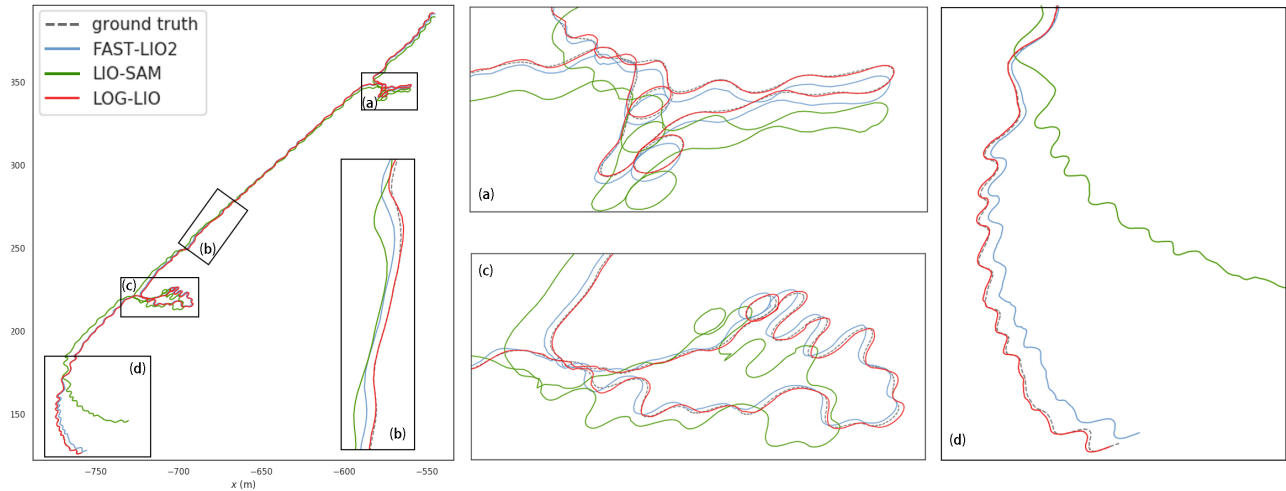 ground truth
FAST-LIO2
LIO-SAM
LOG-LIO
350
300
250
200
150
−750
−700
−650
−600
−550
x (m)
(a)
(b)
(c)
(d)
(b)
(a)
(c)
(d)